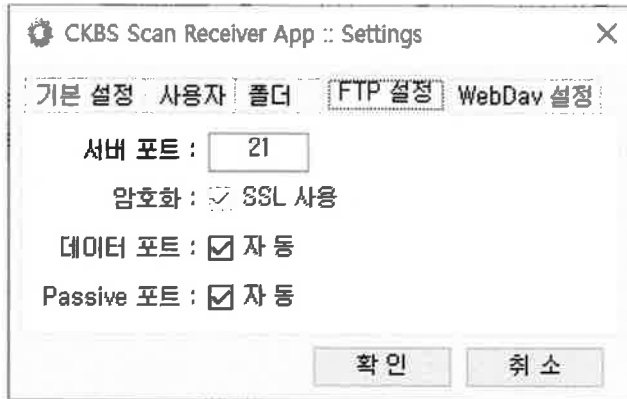 CKBS Scan Receiver App :: Settings
기본 설정 사용자 폴더 FTP 설정 WebDav 설정
서버 포트 : 21
암호화 : SSL 사용
데이터 포트 : 자 동
Passive 포트 : 자 동
확 인 취 소